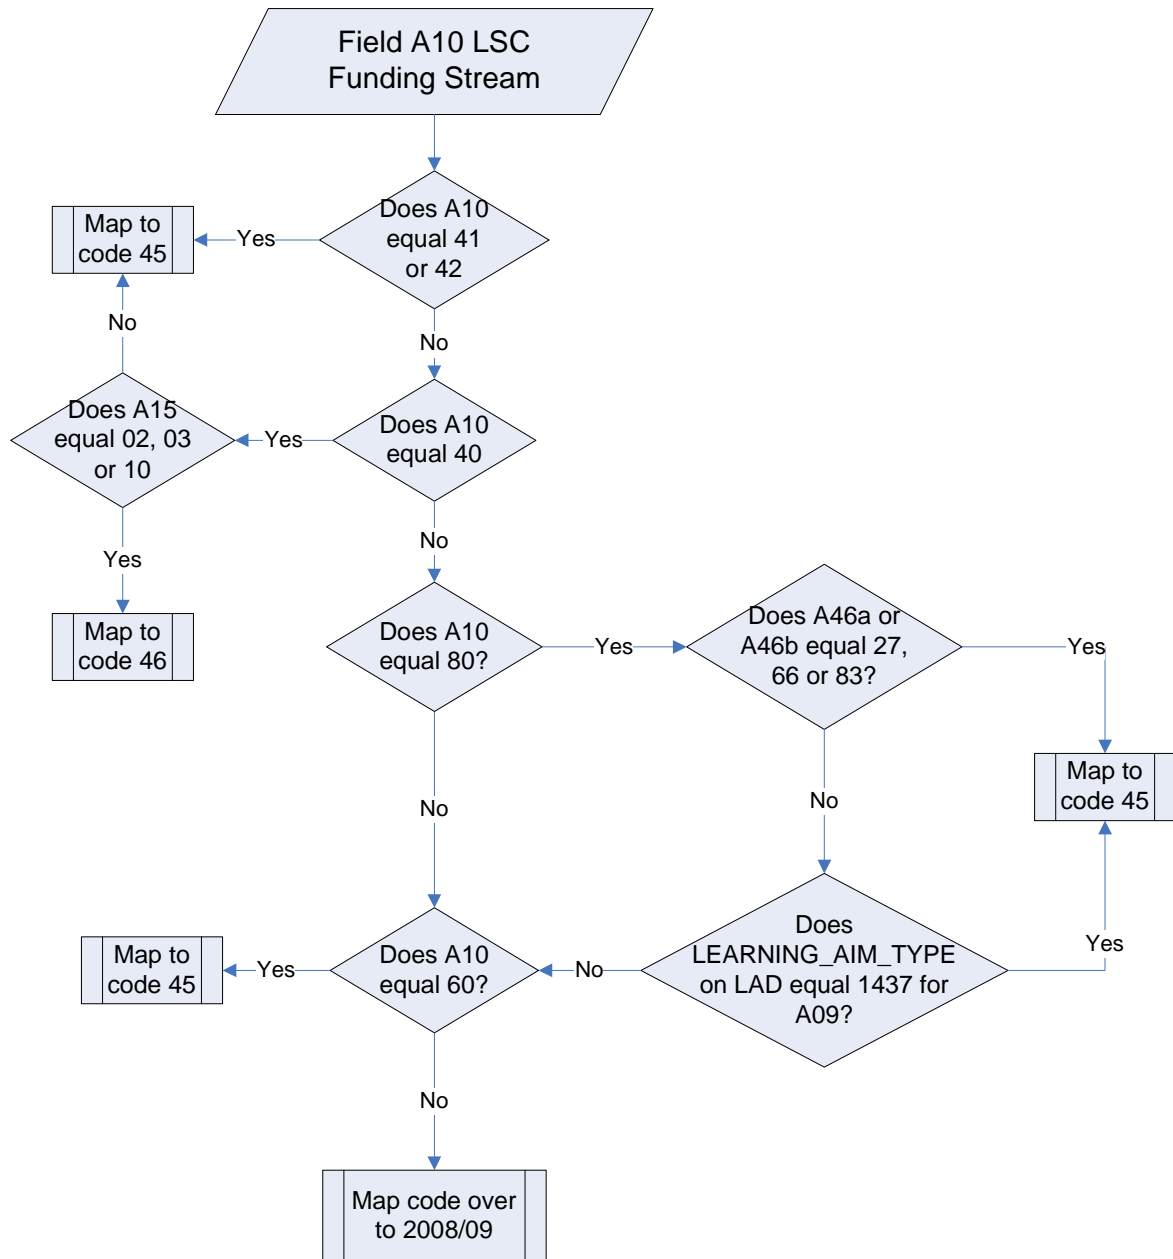 Field A10 LSC
Funding Stream
Does A10
equal 41
or 42
Yes
Map to
code 45
No
No
Does A10
equal 40
Yes
Does A15
equal 02, 03
or 10
Yes
Map to
code 46
No
Does A10
equal 80?
Yes
Does A46a or
A46b equal 27,
66 or 83?
Yes
Map to
code 45
No
No
Does
LEARNING_AIM_TYPE
on LAD equal 1437 for
A09?
Yes
No
Does A10
equal 60?
Yes
Map to
code 45
No
Map code over
to 2008/09